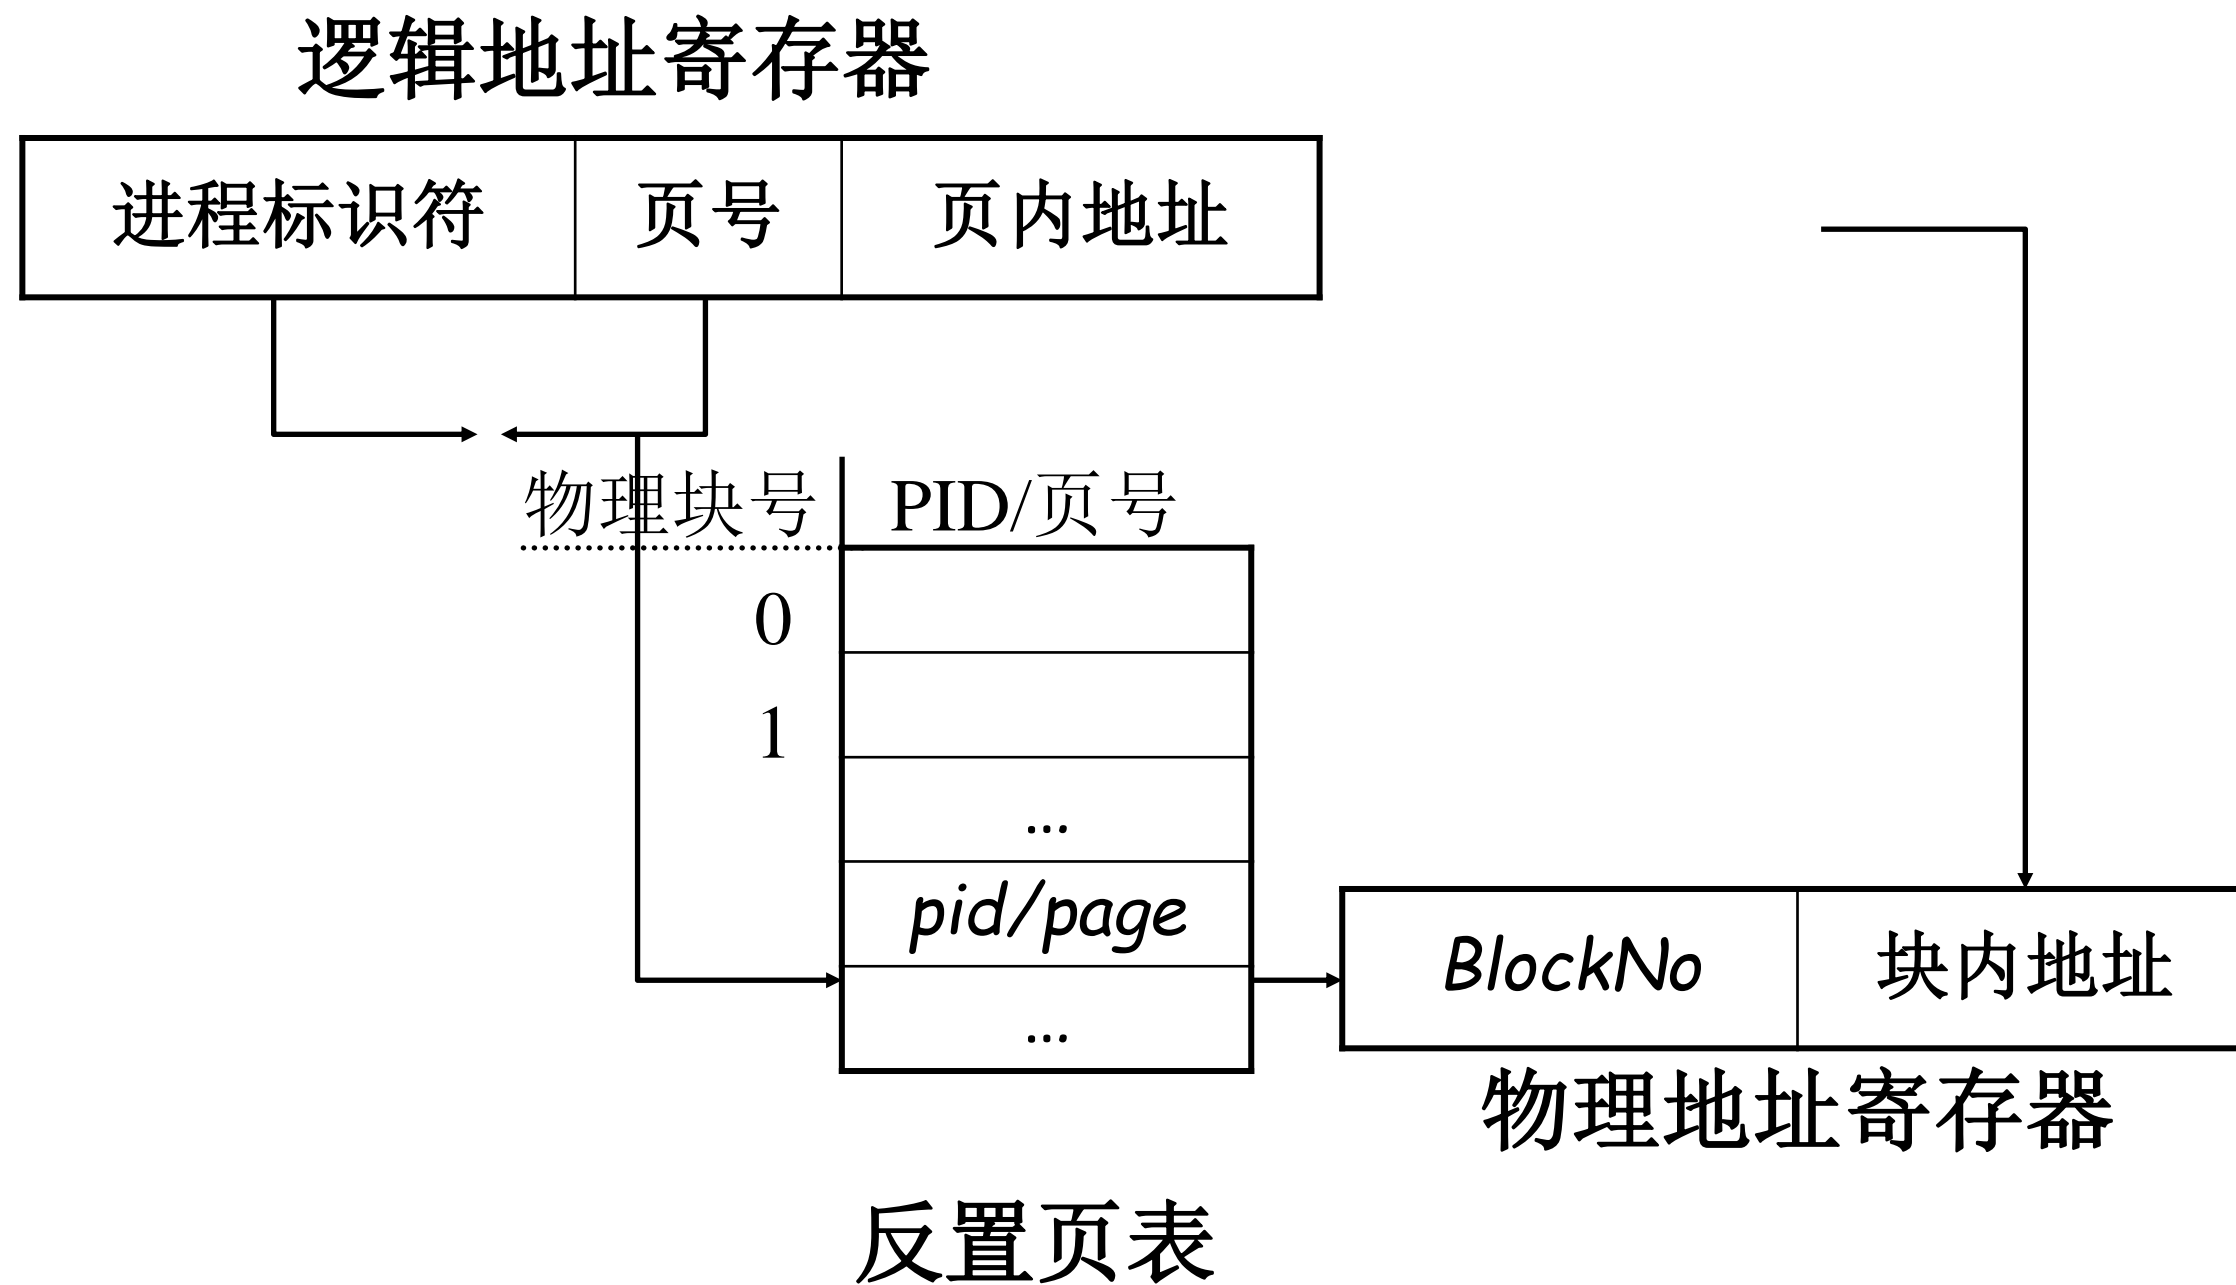 逻辑地址寄存器
进程标识符 页号 页内地址
物理块号 PID/页号
0
1
...
pid/page
BlockNo 块内地址
...
物理地址寄存器
反置页表